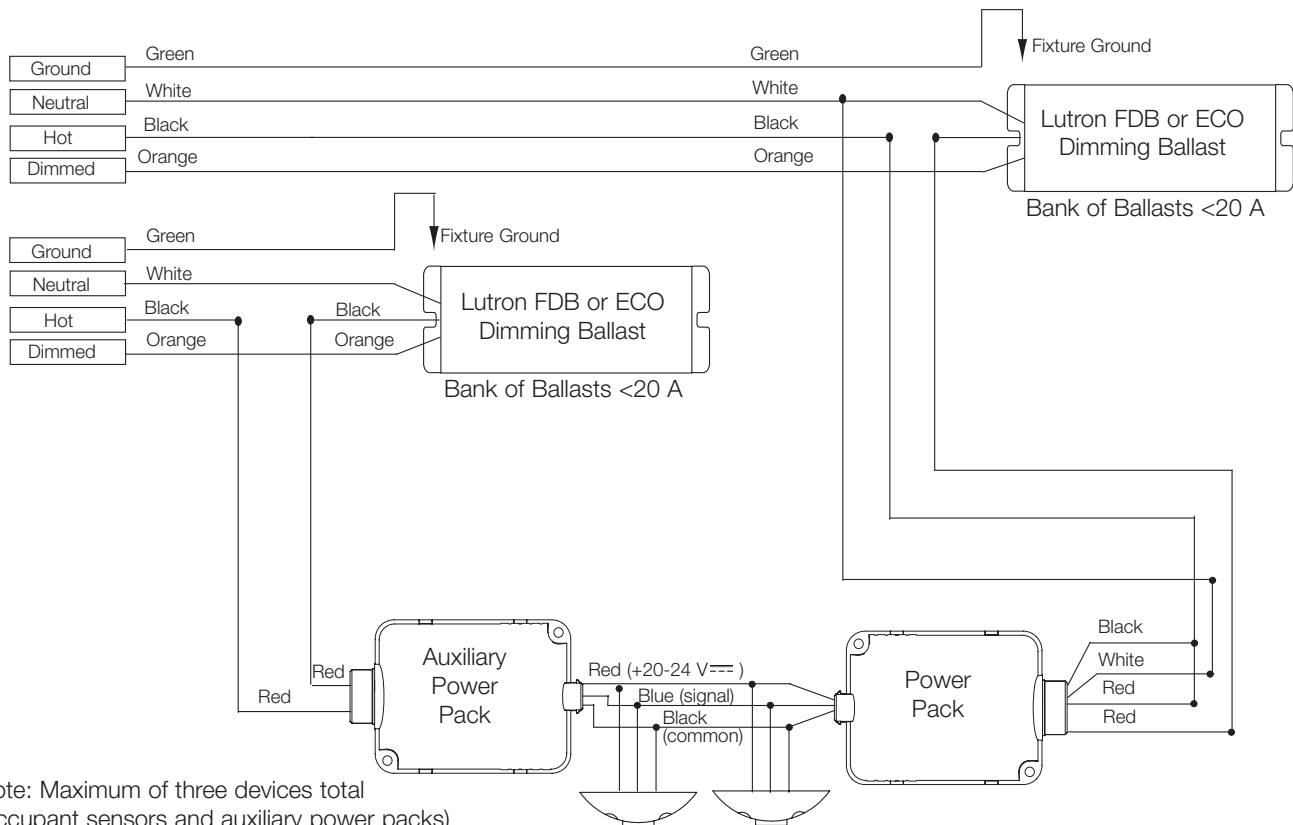 Green
Green
Fixture Ground
Ground
White
White
Neutral
Black
Black
Hot
Orange
Orange
Dimmed
Lutron FDB or ECO
Dimming Ballast
Bank of Ballasts <20 A
Green
Fixture Ground
Ground
White
Neutral
Black
Black
Hot
Orange
Orange
Dimmed
Lutron FDB or ECO
Dimming Ballast
Bank of Ballasts <20 A
Red
Red
Auxiliary
Power
Pack
Red (+20-24 V⎓)
Blue (signal)
Black
(common)
Power
Pack
Black
White
Red
Red
: Maximum of three devices total
sensors and auxiliary power packs)